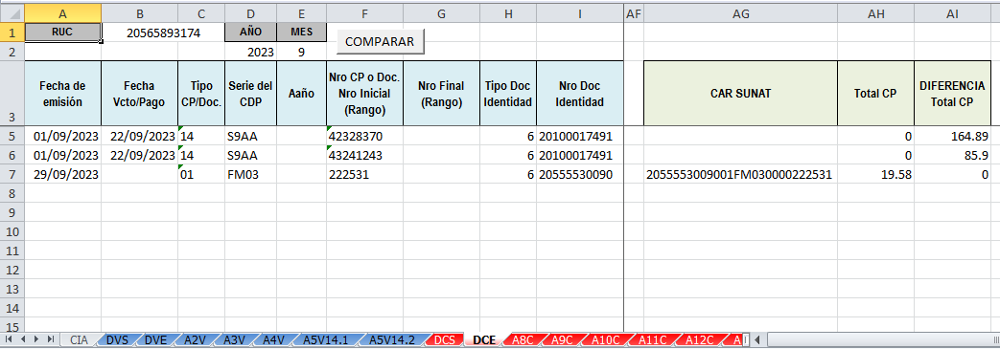 A B C D E F G H I AF AG AH AI
1 RUC 20565893174 AÑO MES COMPARAR
2 2023 9
3 Fecha de emisión Fecha Vcto/Pago Tipo CP/Doc. Serie del CDP Aaño Nro CP o Doc. Nro Inicial (Rango) Nro Final (Rango) Tipo Doc Identidad Nro Doc Identidad CAR SUNAT Total CP DIFERENCIA Total CP
5 01/09/2023 22/09/2023 14 S9AA 42328370 6 20100017491 0 164.89
6 01/09/2023 22/09/2023 14 S9AA 43241243 6 20100017491 0 85.9
7 29/09/2023 01 FM03 222531 6 20555530090 2055553009001FM030000222531 19.58 0
8
9
10
11
12
13
14
15
CIA DVS DVE A2V A3V A4V A5V14.1 A5V14.2 DCS DCE A8C A9C A10C A11C A12C A